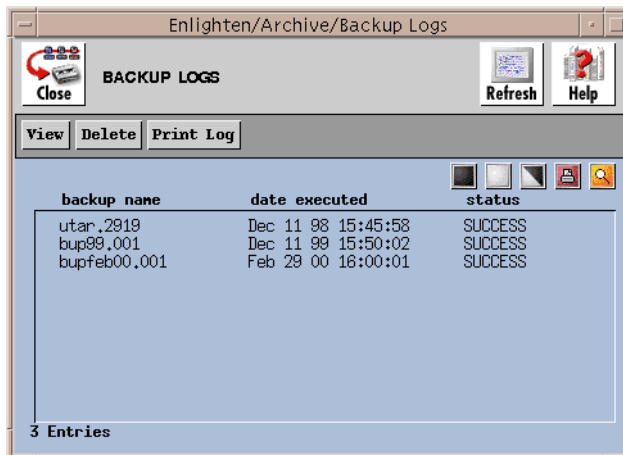 Enlighten/Archive/Backup Logs
Close
BACKUP LOGS
Refresh
Help
View Delete Print Log
backup name date executed status
utar.2919 Dec 11 98 15:45:58 SUCCESS
bup99.001 Dec 11 99 15:50:02 SUCCESS
bupfeb00.001 Feb 29 00 16:00:01 SUCCESS
3 Entries